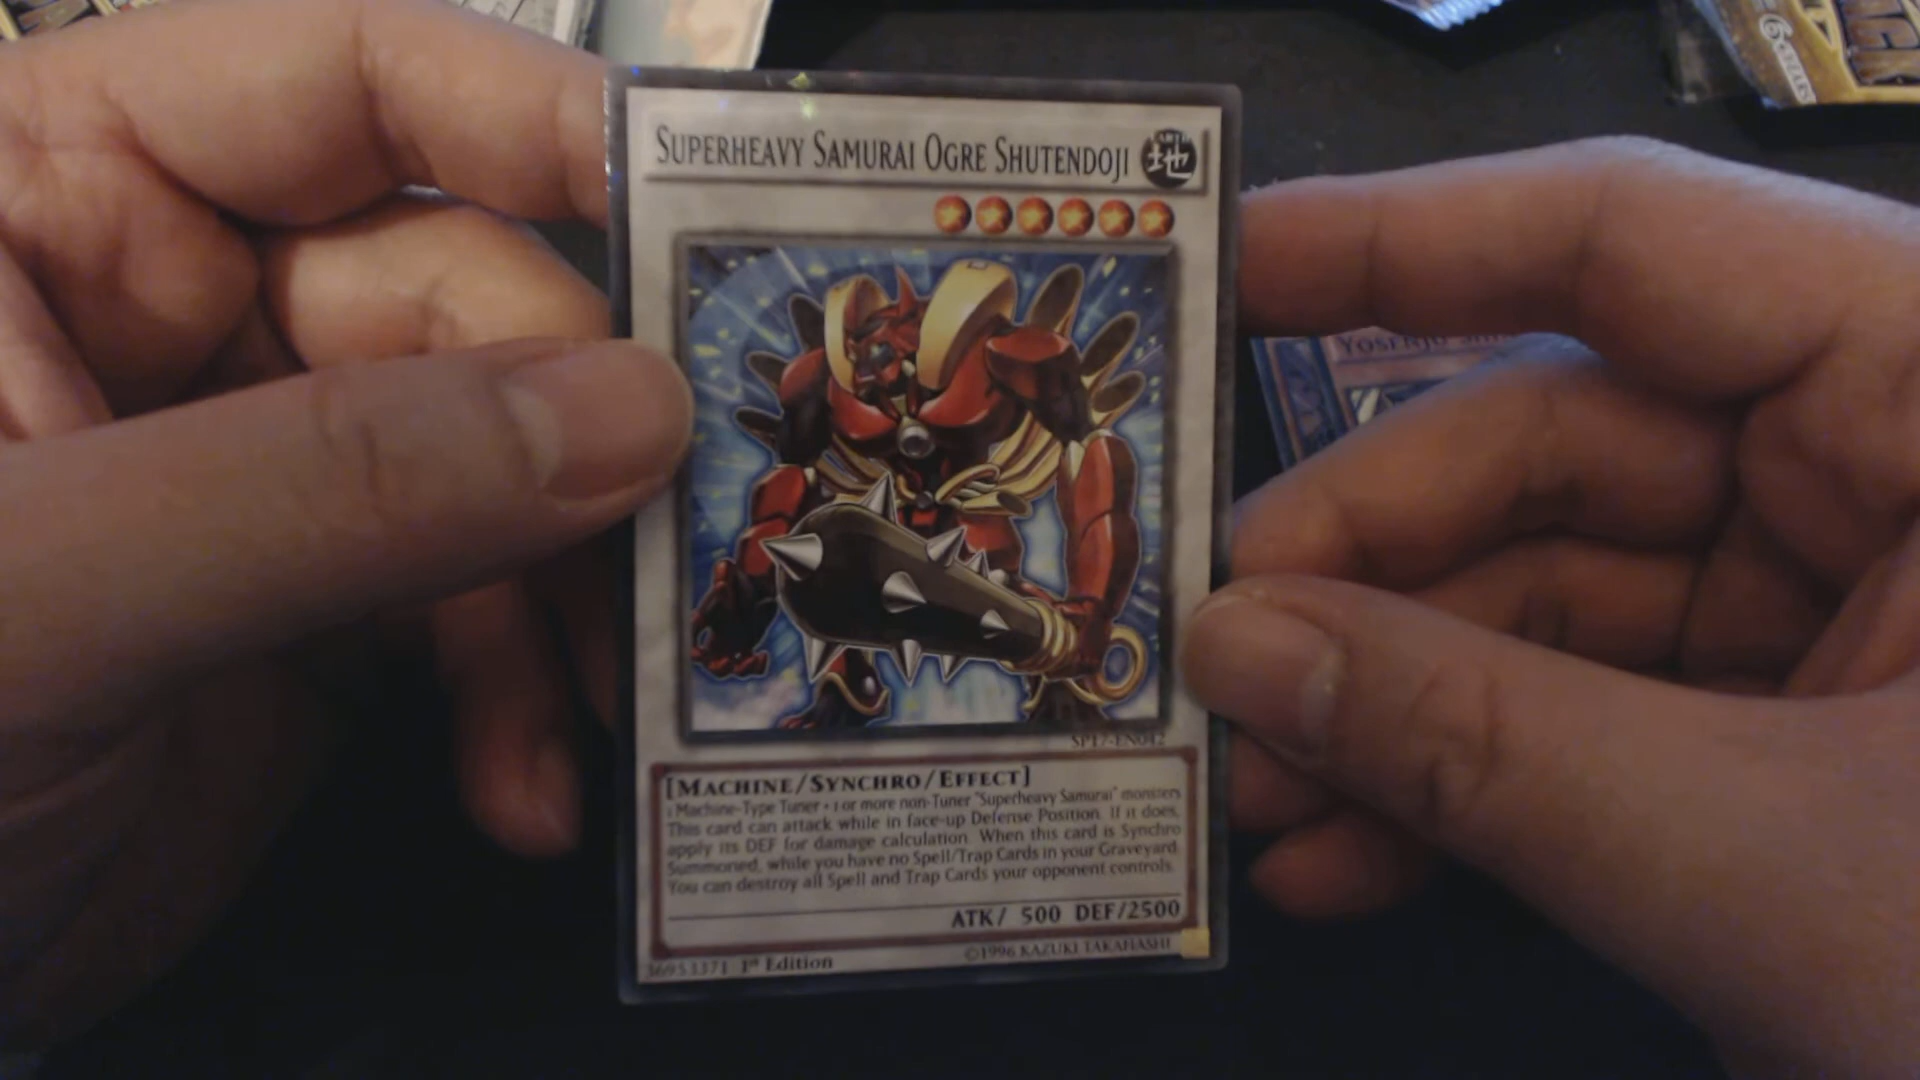 SUPERHEAVY SAMURAI OGRE SHUTENDOJI
地
YOSENJU
YEARS
SP17-EN042
[MACHINE/SYNCHRO/EFFECT]
1 Machine-Type Tuner + 1 or more non-Tuner "Superheavy Samurai" monsters
This card can attack while in face-up Defense Position. If it does,
apply its DEF for damage calculation. When this card is Synchro
Summoned, while you have no Spell/Trap Cards in your Graveyard:
You can destroy all Spell and Trap Cards your opponent controls.
ATK/ 500 DEF/2500
36953371 1st Edition
©1996 KAZUKI TAKAHASHI